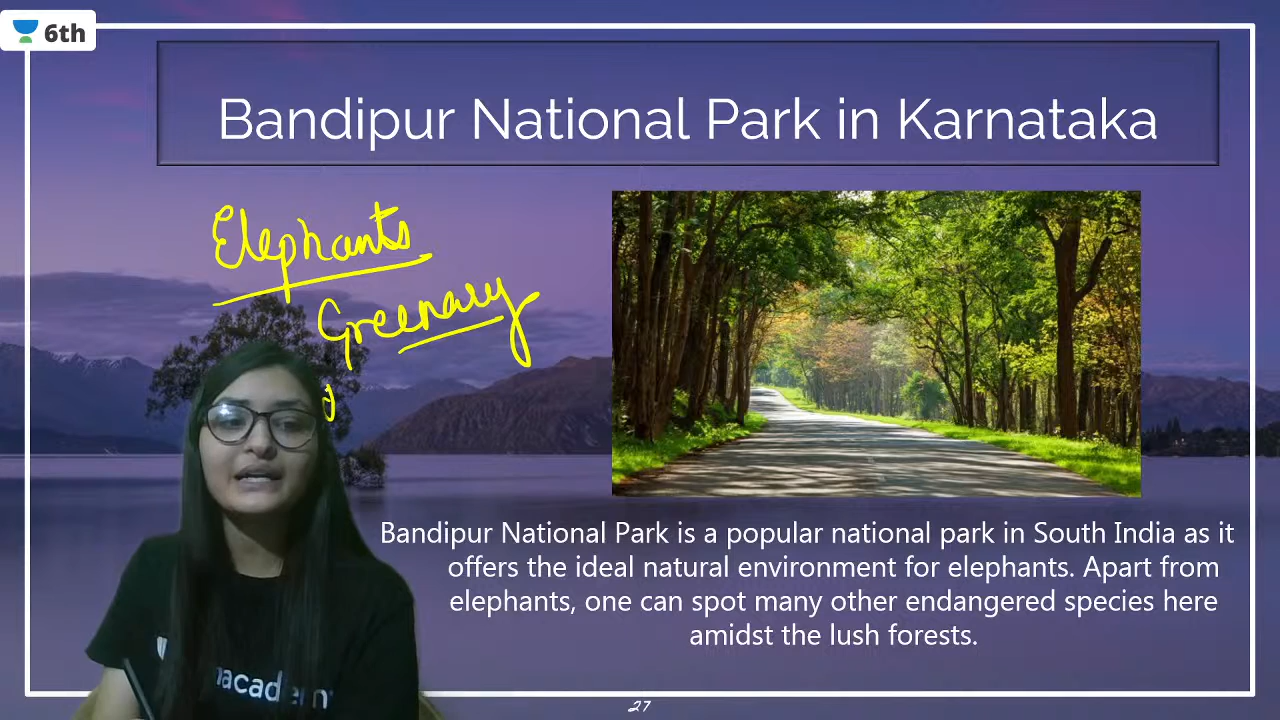 6th
Bandipur National Park in Karnataka
Elephants
Greenary
Bandipur National Park is a popular national park in South India as it
offers the ideal natural environment for elephants. Apart from
elephants, one can spot many other endangered species here
amidst the lush forests.
27